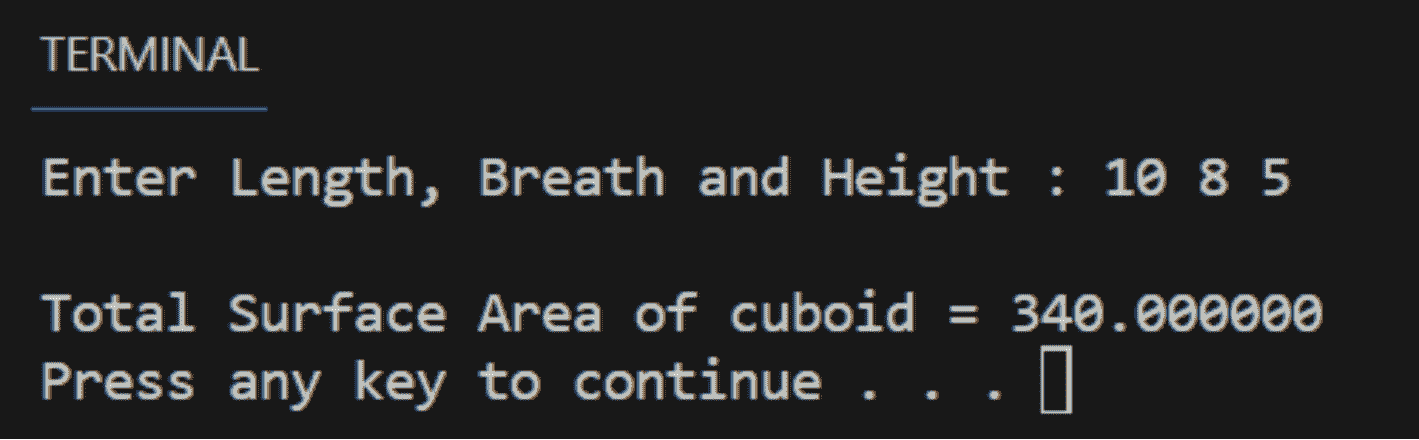 TERMINAL
Enter Length, Breath and Height : 10 8 5
Total Surface Area of cuboid = 340.000000
Press any key to continue . . .